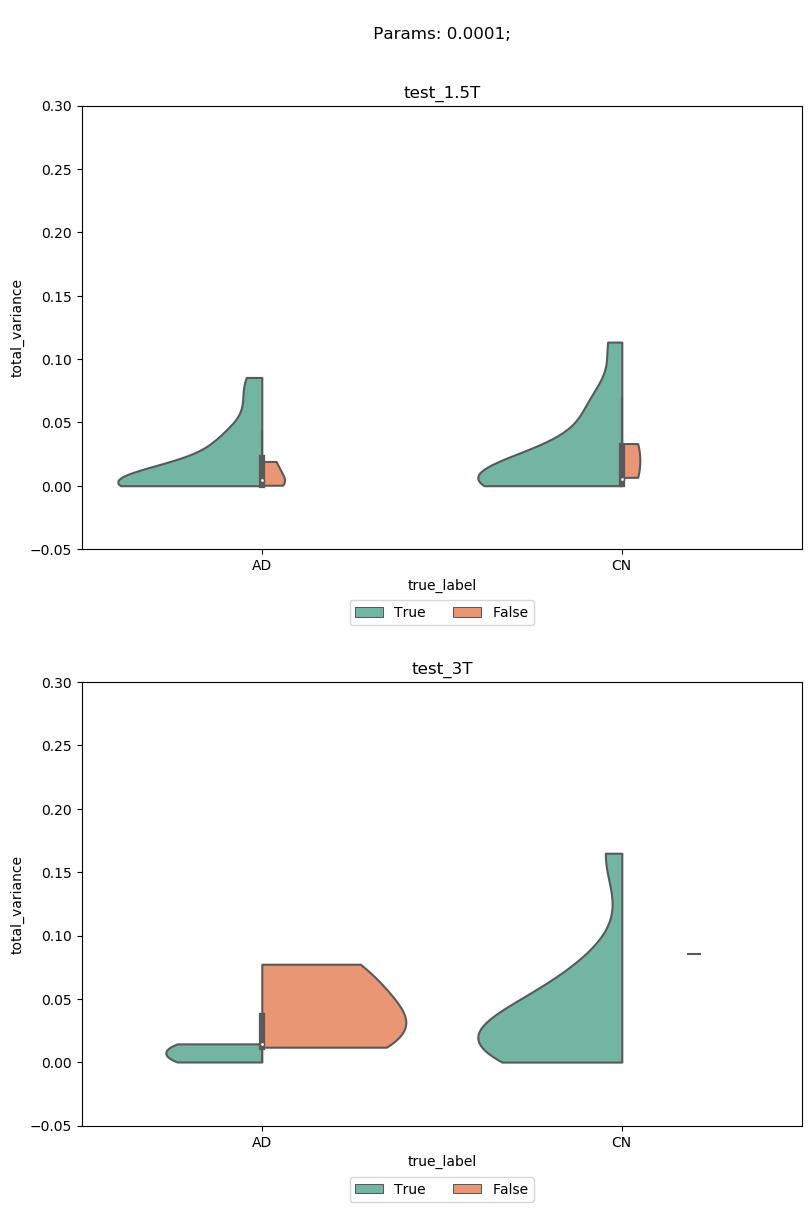 Params: 0.0001;
test_1.5T
0.30
0.25
0.20
0.15
0.10
0.05
0.00
−0.05
total_variance
AD CN
true_label
True False
test_3T
0.30
0.25
0.20
0.15
0.10
0.05
0.00
−0.05
total_variance
AD CN
true_label
True False